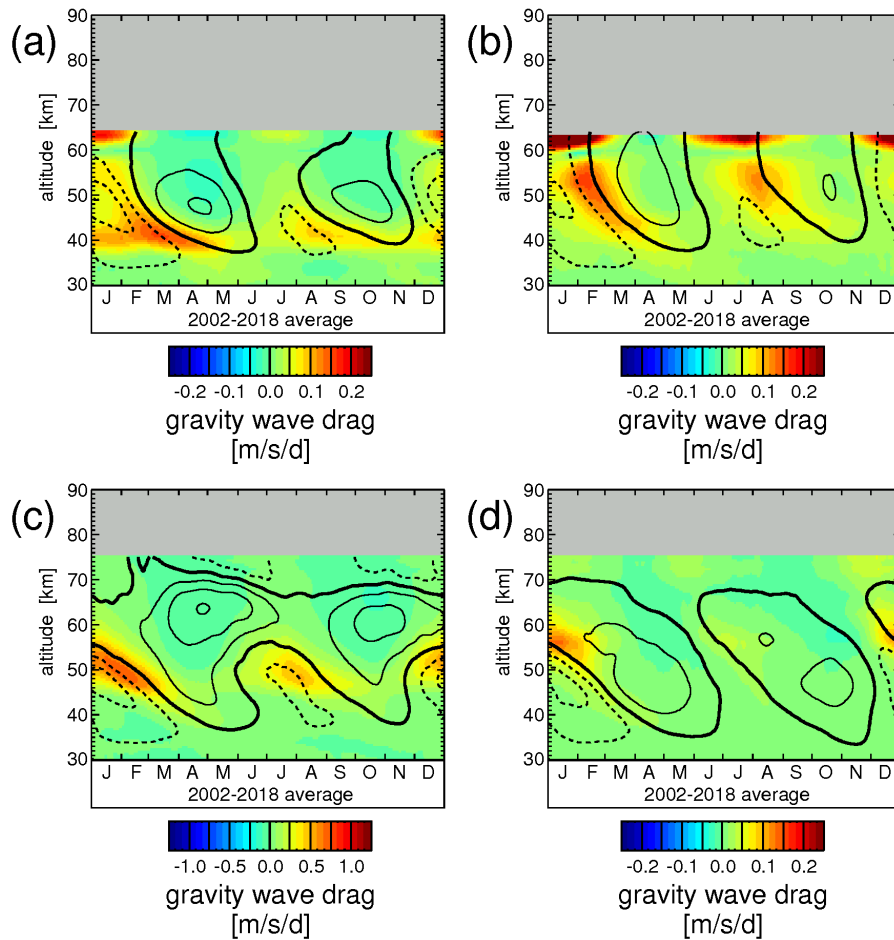 (a)
90
80
70
60
50
40
30
altitude [km]
J F M A M J J A S O N D
2002-2018 average
-0.2 -0.1 0.0 0.1 0.2
gravity wave drag
[m/s/d]
(b)
90
80
70
60
50
40
30
altitude [km]
J F M A M J J A S O N D
2002-2018 average
-0.2 -0.1 0.0 0.1 0.2
gravity wave drag
[m/s/d]
(c)
90
80
70
60
50
40
30
altitude [km]
J F M A M J J A S O N D
2002-2018 average
-1.0 -0.5 0.0 0.5 1.0
gravity wave drag
[m/s/d]
(d)
90
80
70
60
50
40
30
altitude [km]
J F M A M J J A S O N D
2002-2018 average
-0.2 -0.1 0.0 0.1 0.2
gravity wave drag
[m/s/d]